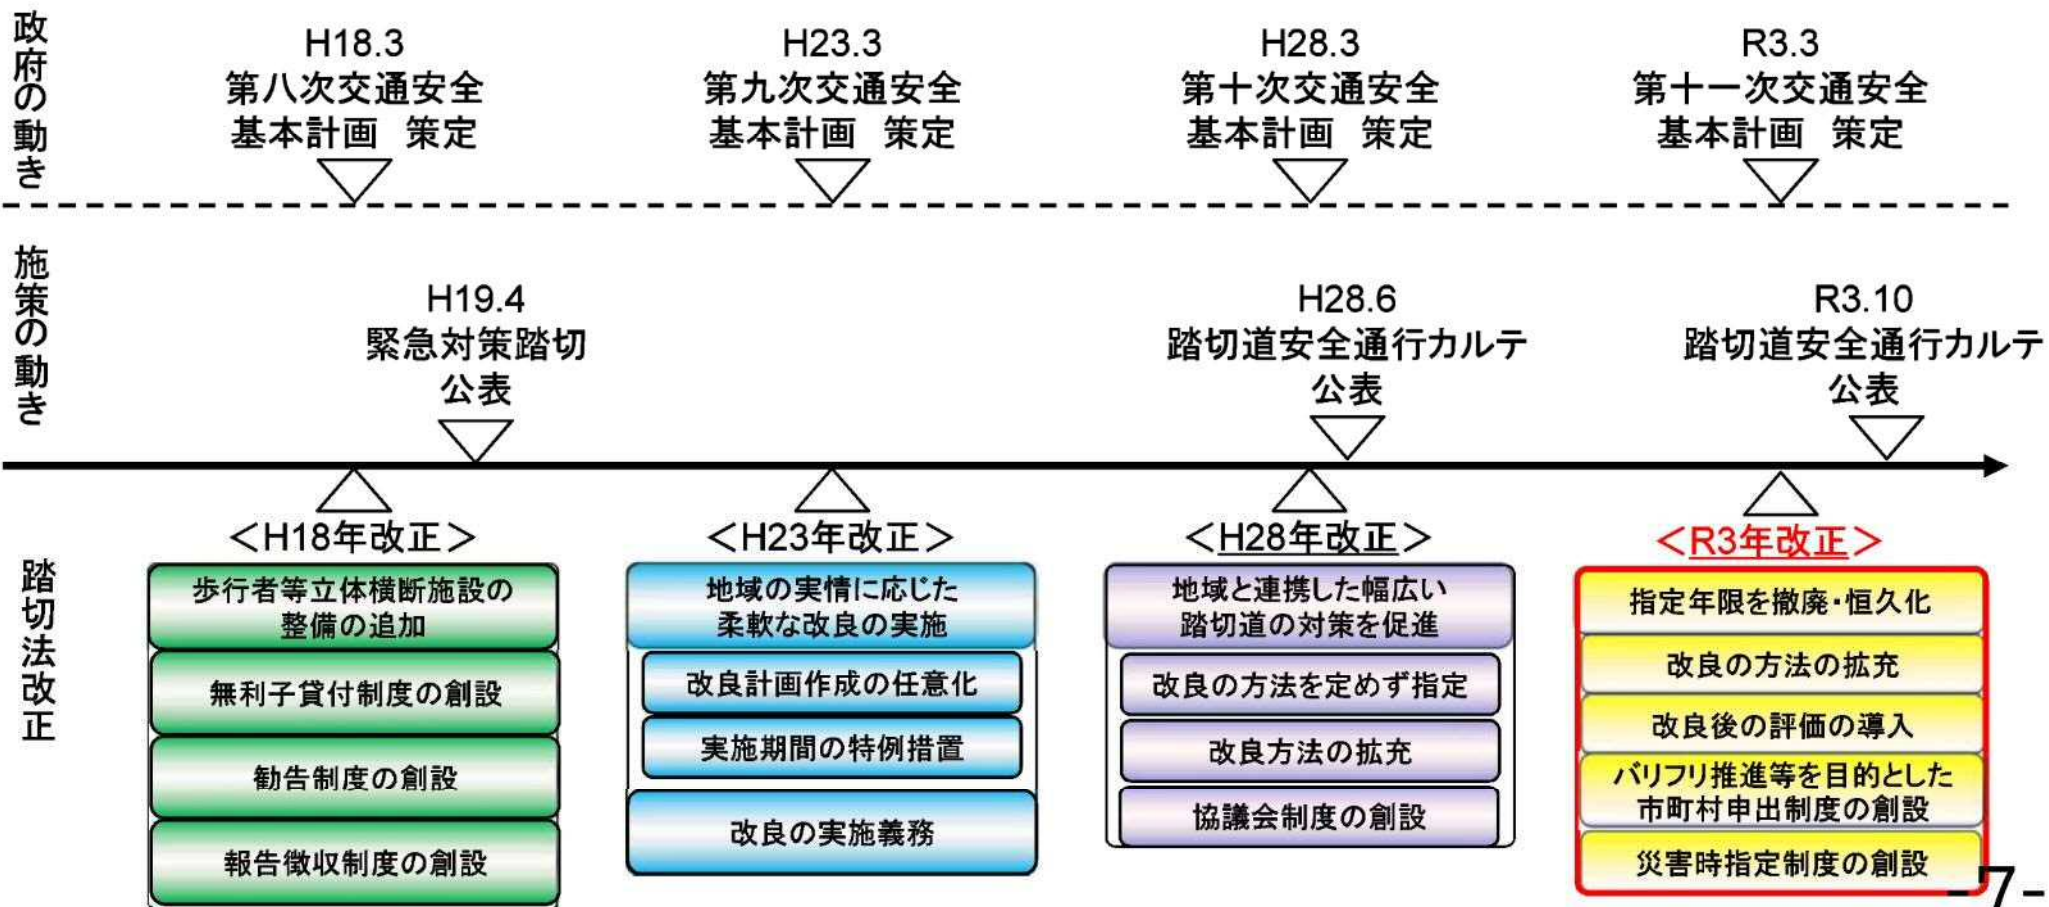 政府の動き
H18.3
第八次交通安全
基本計画 策定
H23.3
第九次交通安全
基本計画 策定
H28.3
第十次交通安全
基本計画 策定
R3.3
第十一次交通安全
基本計画 策定
施策の動き
H19.4
緊急対策踏切
公表
H28.6
踏切道安全通行カルテ
公表
R3.10
踏切道安全通行カルテ
公表
踏切法改正
＜H18年改正＞
歩行者等立体横断施設の
整備の追加
無利子貸付制度の創設
勧告制度の創設
報告徴収制度の創設
＜H23年改正＞
地域の実情に応じた
柔軟な改良の実施
改良計画作成の任意化
実施期間の特例措置
改良の実施義務
＜H28年改正＞
地域と連携した幅広い
踏切道の対策を促進
改良の方法を定めず指定
改良方法の拡充
協議会制度の創設
＜R3年改正＞
指定年限を撤廃・恒久化
改良の方法の拡充
改良後の評価の導入
バリフリ推進等を目的とした
市町村申出制度の創設
災害時指定制度の創設
-7-